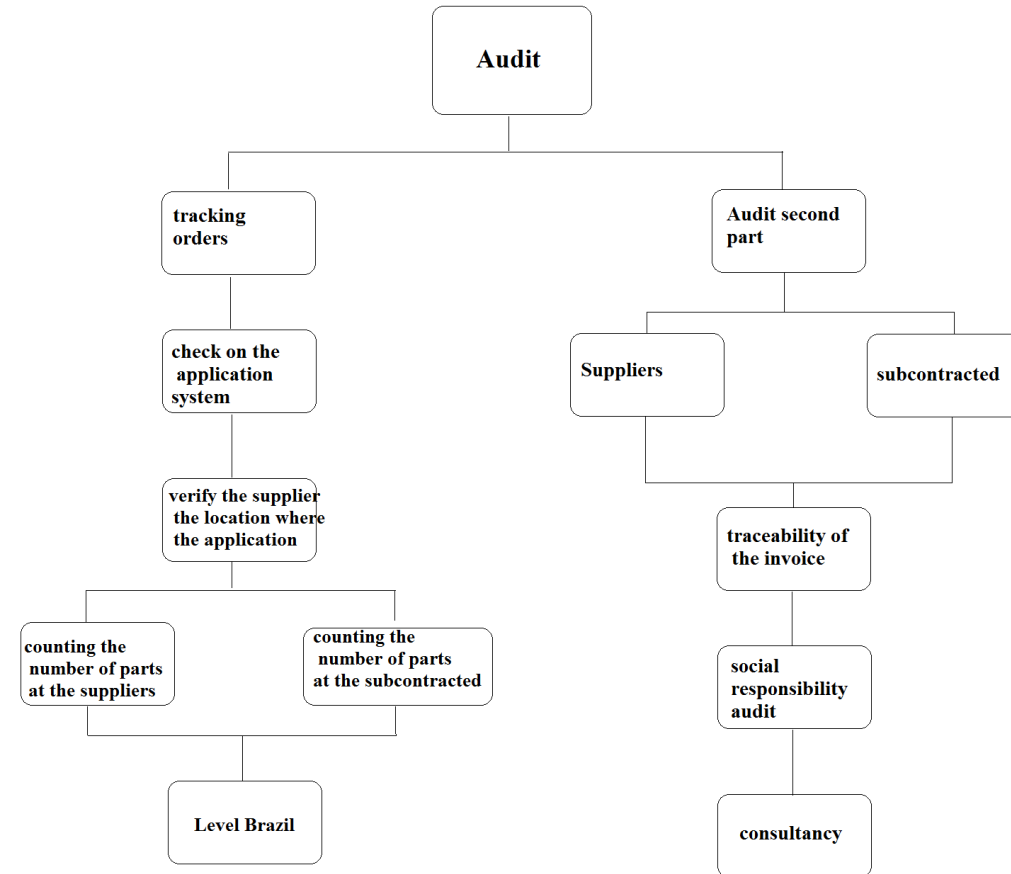 Audit
tracking
orders
Audit second
part
check on the
application
system
Suppliers
subcontracted
verify the supplier
the location where
the application
traceability of
the invoice
counting the
number of parts
at the suppliers
counting the
number of parts
at the subcontracted
social
responsibility
audit
Level Brazil
consultancy